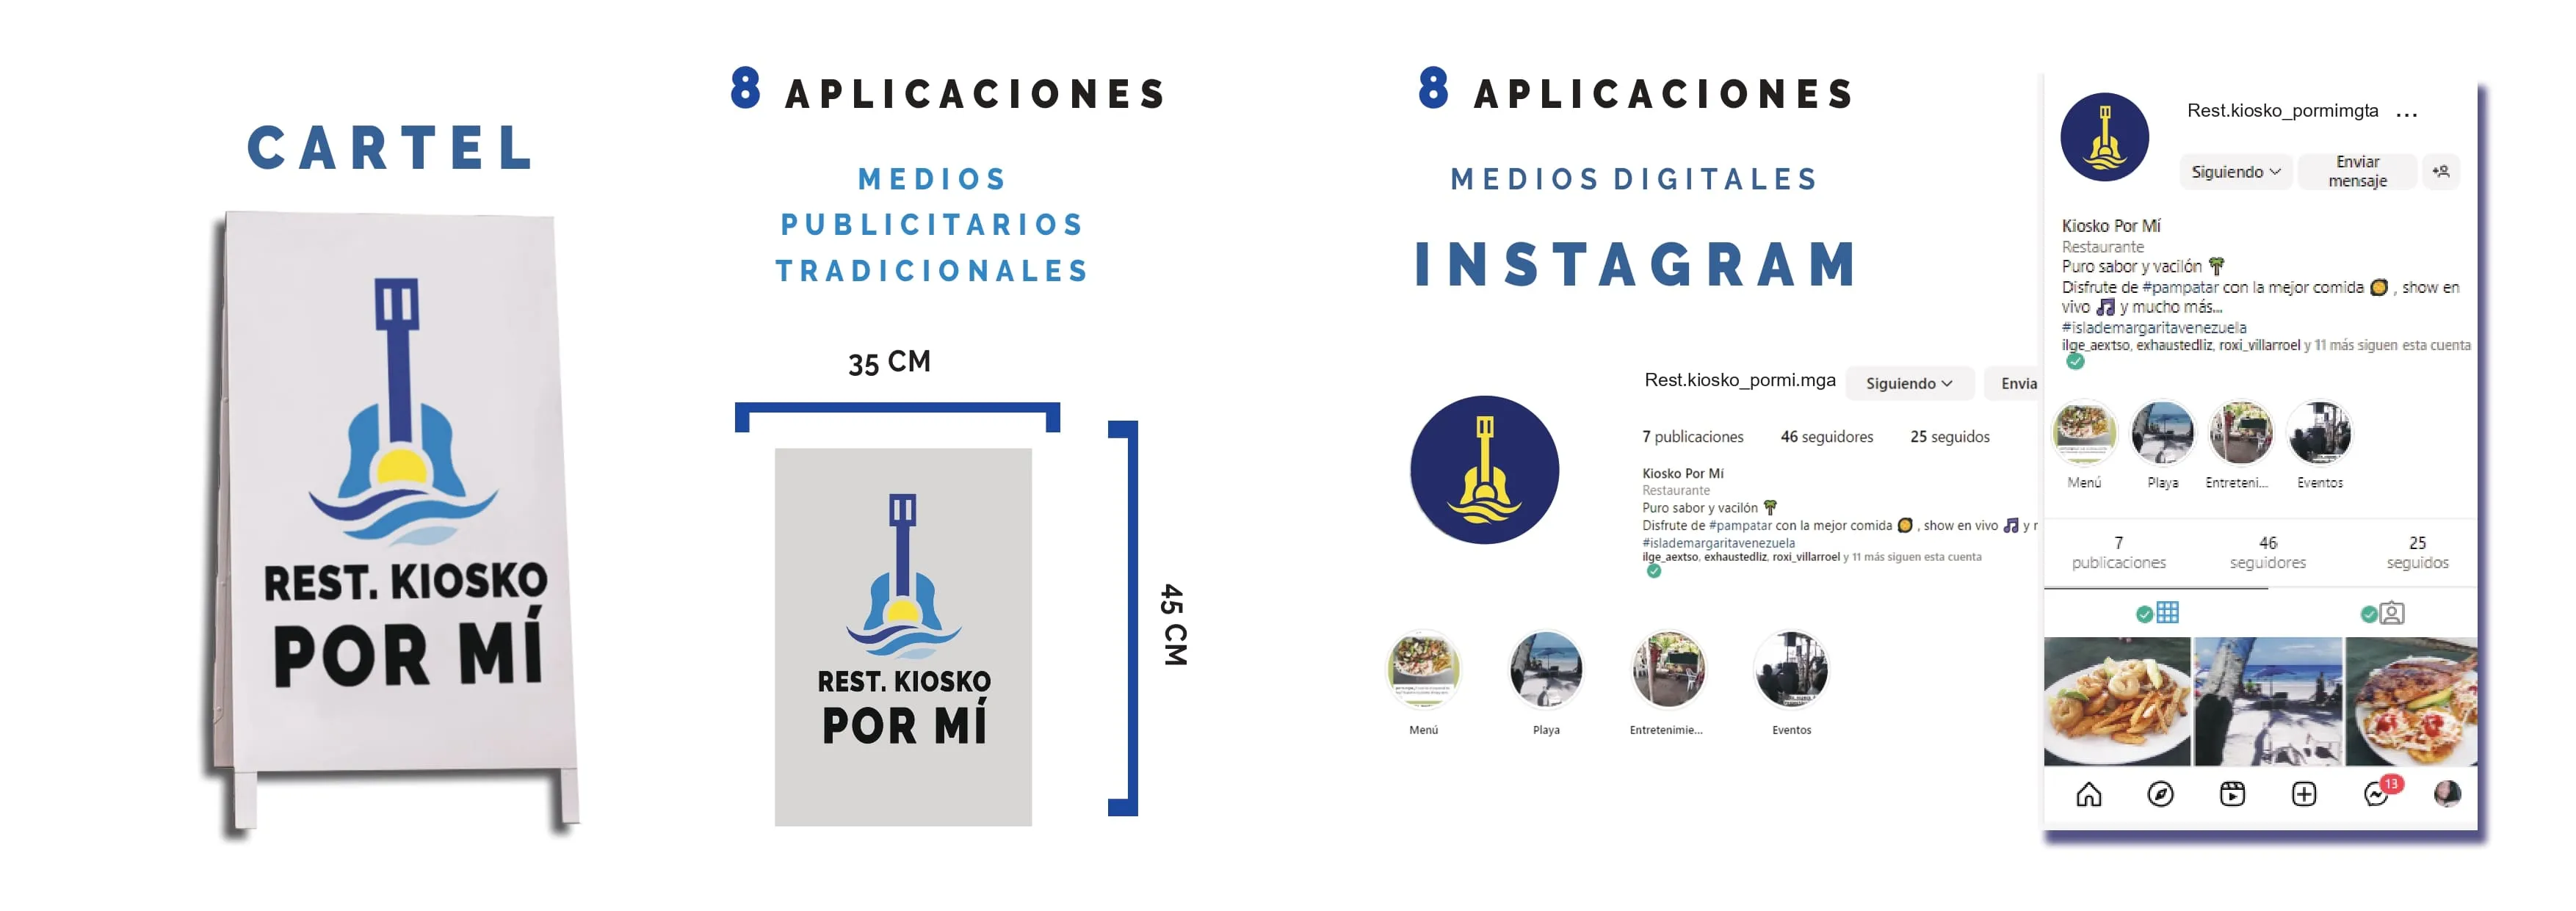 CARTEL
REST. KIOSKO
POR MÍ
8 APLICACIONES
MEDIOS
PUBLICITARIOS
TRADICIONALES
35 CM
45 CM
REST. KIOSKO
POR MÍ
8 APLICACIONES
MEDIOS DIGITALES
INSTAGRAM
Rest.kiosko_pormi.mga Siguiendo Envia
7 publicaciones 46 seguidores 25 seguidos
Kiosko Por Mí
Restaurante
Puro sabor y vacilón 🌴
Disfrute de #pampatar con la mejor comida 🥘 , show en vivo 🎵 y r
#islademargaritavenezuela
ilge_aextso, exhaustedliz, roxi_villarroel y 11 más siguen esta cuenta
Menú Playa Entretenimie... Eventos
Rest.kiosko_pormimgta ...
Siguiendo Enviar
mensaje
Kiosko Por Mí
Restaurante
Puro sabor y vacilón 🌴
Disfrute de #pampatar con la mejor comida 🥘 , show en
vivo 🎵 y mucho más...
#islademargaritavenezuela
ilge_aextso, exhaustedliz, roxi_villarroel y 11 más siguen esta cuenta
Menú Playa Entreteni... Eventos
7 46 25
publicaciones seguidores seguidos
13